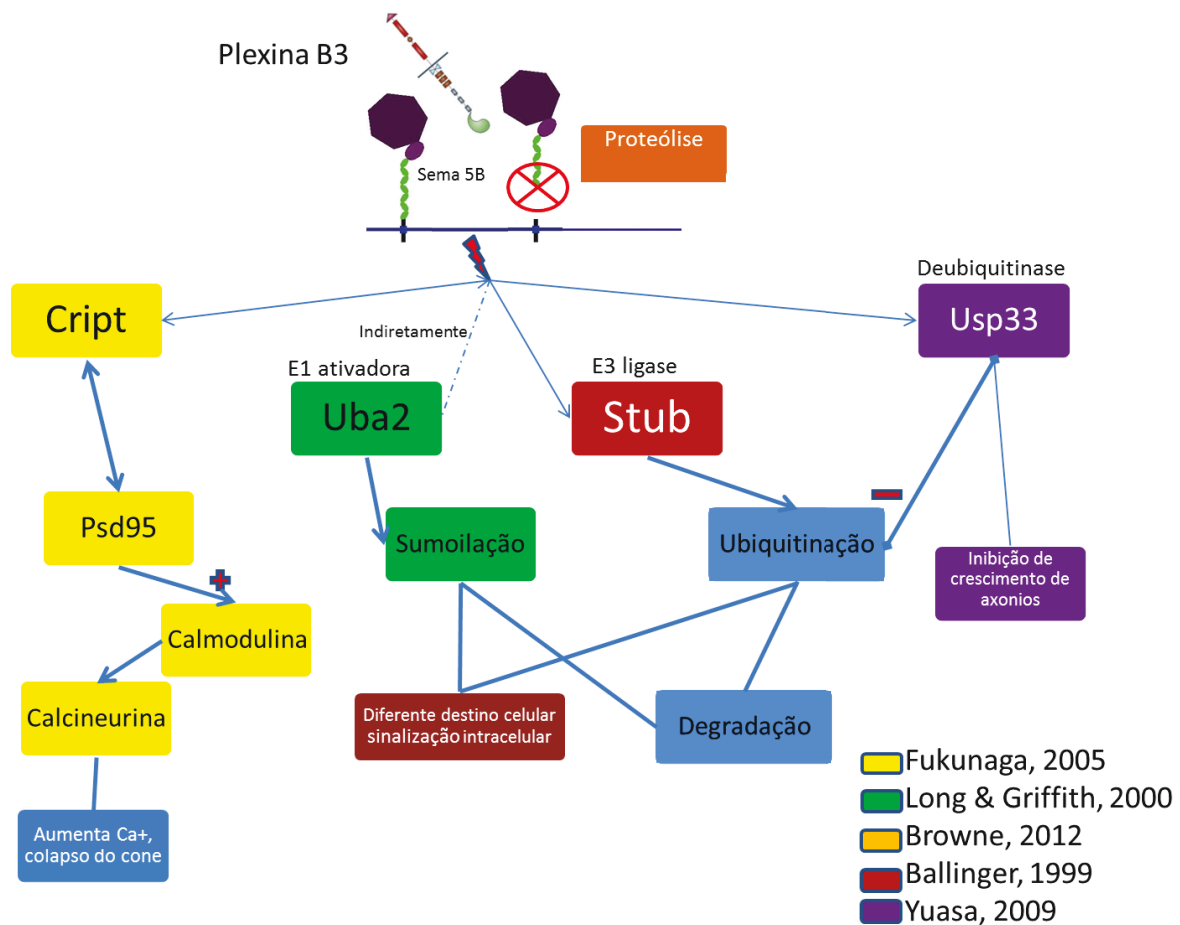 Plexina B3
Proteólise
Sema 5B
Deubiquitinase
Cript
Usp33
Indiretamente
E1 ativadora
E3 ligase
Uba2
Stub
Psd95
Sumoilação
Ubiquitinação
Inibição de
crescimento de
axonios
Calmodulina
Calcineurina
Diferente destino celular
sinalização intracelular
Degradação
Aumenta Ca+,
colapso do cone
Fukunaga, 2005
Long & Griffith, 2000
Browne, 2012
Ballinger, 1999
Yuasa, 2009